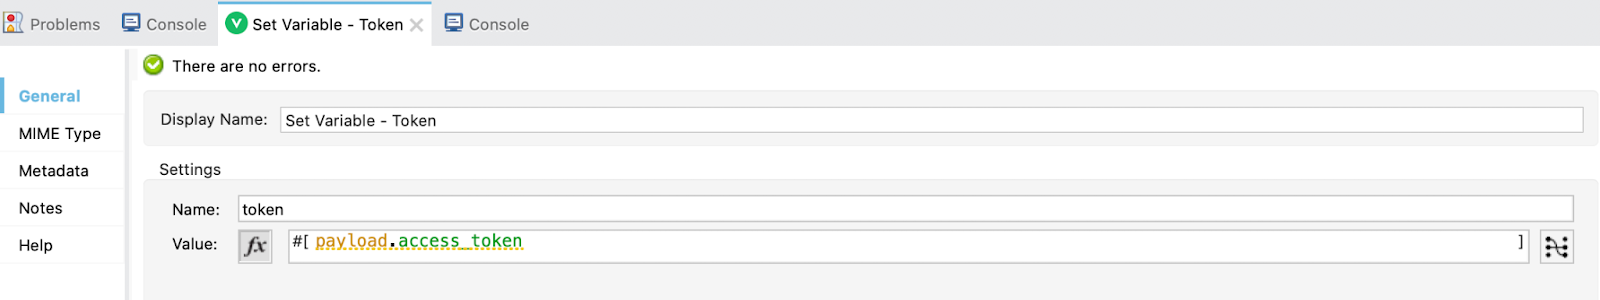 Problems Console V Set Variable - Token Console
There are no errors.
General
Display Name: Set Variable - Token
MIME Type
Metadata
Settings
Notes
Name: token
Help
Value: fx #[ payload.access_token ]